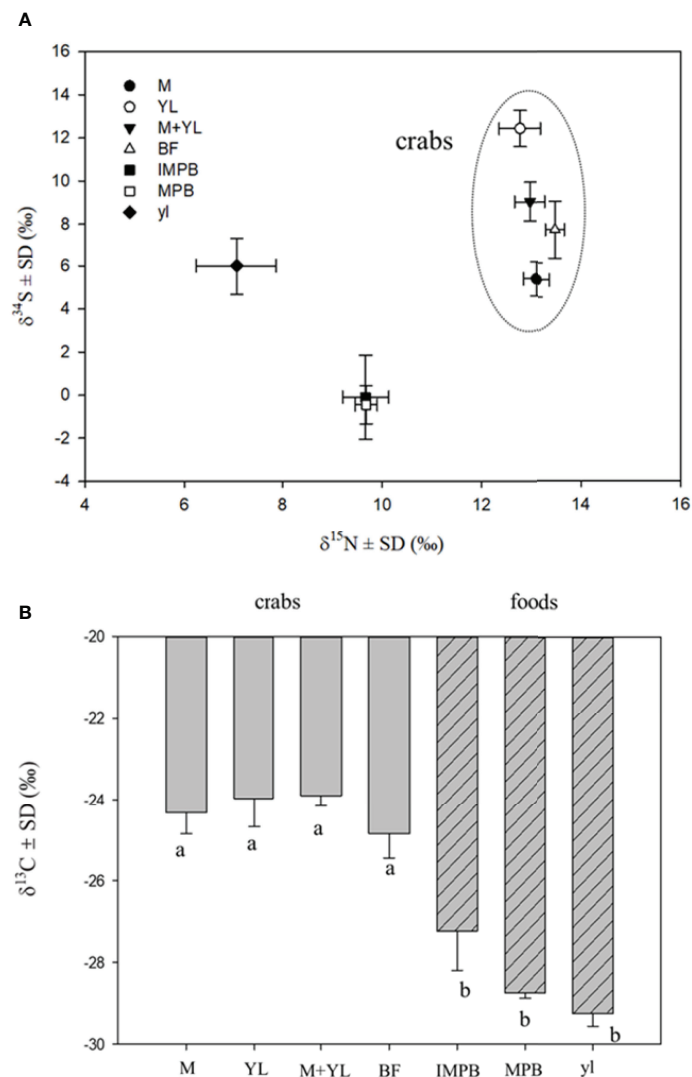 A
16
14
12
10
8
6
4
2
0
-2
-4
δ34S ± SD (‰)
M
YL
M+YL
BF
IMPB
MPB
yl
crabs
4 6 8 10 12 14 16
δ15N ± SD (‰)
B
crabs foods
-20
-22
-24
-26
-28
-30
δ13C ± SD (‰)
a a a a b b b
M YL M+YL BF IMPB MPB yl